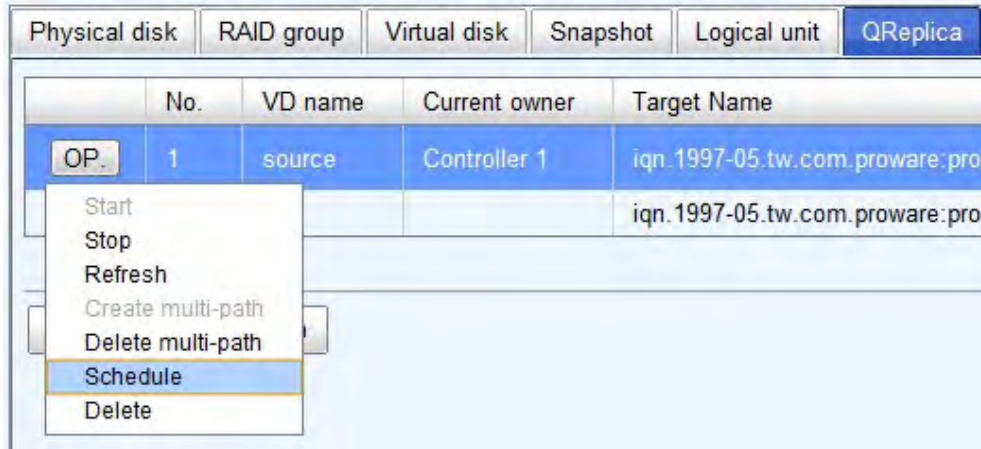 Physical disk RAID group Virtual disk Snapshot Logical unit QReplica
No. VD name Current owner Target Name
OP. 1 source Controller 1 iqn.1997-05.tw.com.proware:pro
iqn.1997-05.tw.com.proware:pro
Start
Stop
Refresh
Create multi-path
Delete multi-path
Schedule
Delete